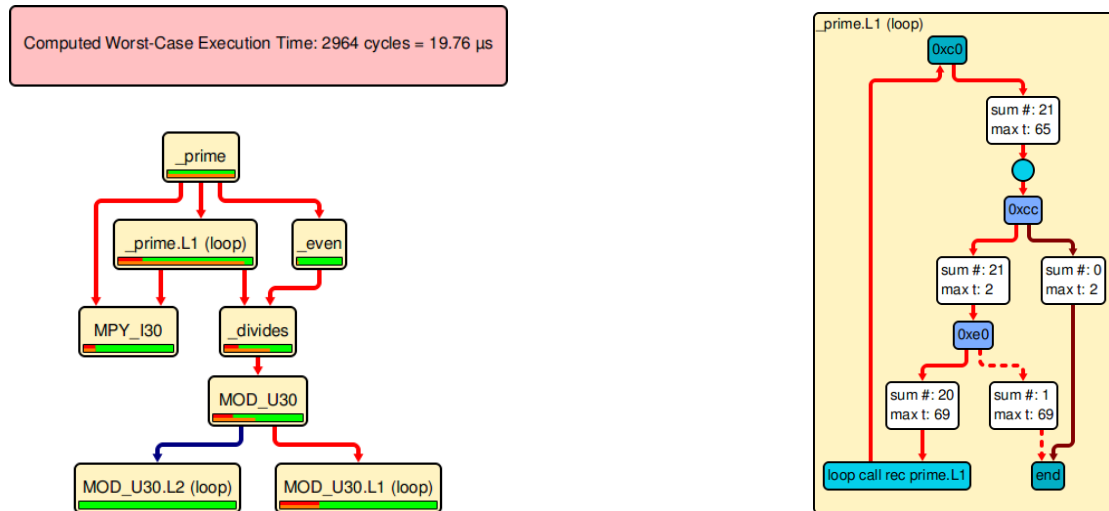 Computed Worst-Case Execution Time: 2964 cycles = 19.76 µs
_prime
_prime.L1 (loop)
_even
MPY_I30
_divides
MOD_U30
MOD_U30.L2 (loop)
MOD_U30.L1 (loop)
_prime.L1 (loop)
0xc0
sum #: 21
max t: 65
0xcc
sum #: 21
max t: 2
sum #: 0
max t: 2
0xe0
sum #: 20
max t: 69
sum #: 1
max t: 69
loop call rec prime.L1
end